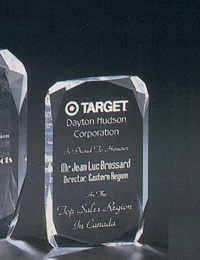 TARGET
Dayton Hudson
Corporation
In Proud To Honour
Mr. Jean Luc Brossard
Director Eastern Region
As The
Top Sales Region
In Canada